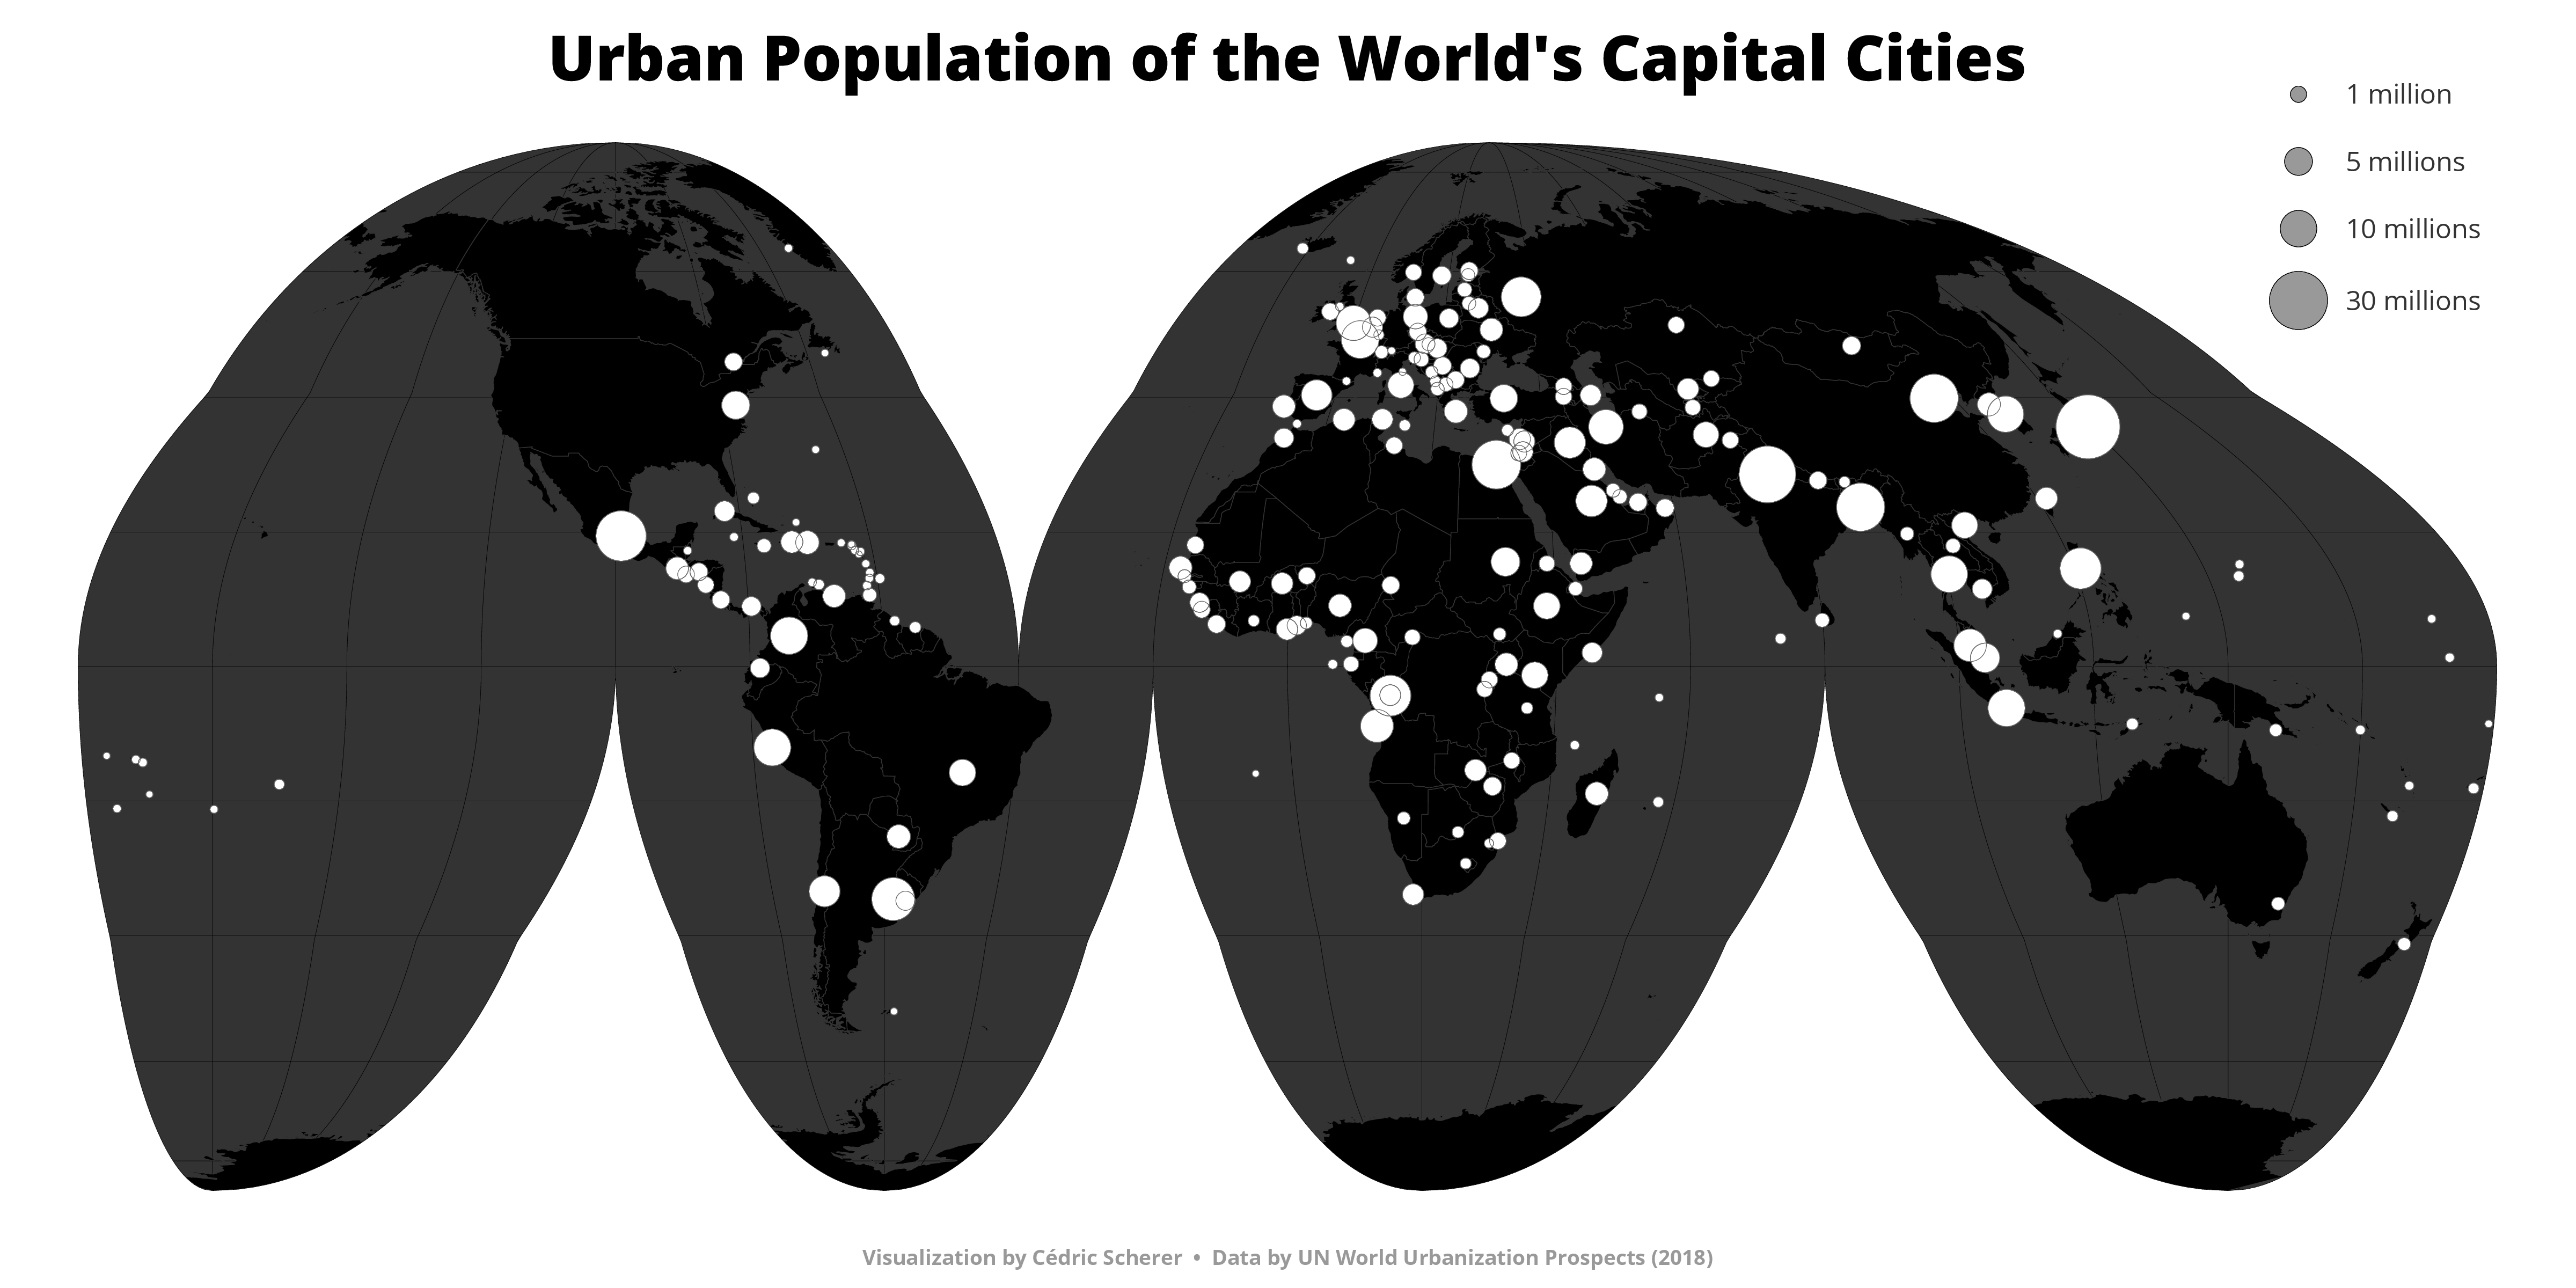 Urban Population of the World's Capital Cities
1 million
5 millions
10 millions
30 millions
Visualization by Cédric Scherer • Data by UN World Urbanization Prospects (2018)